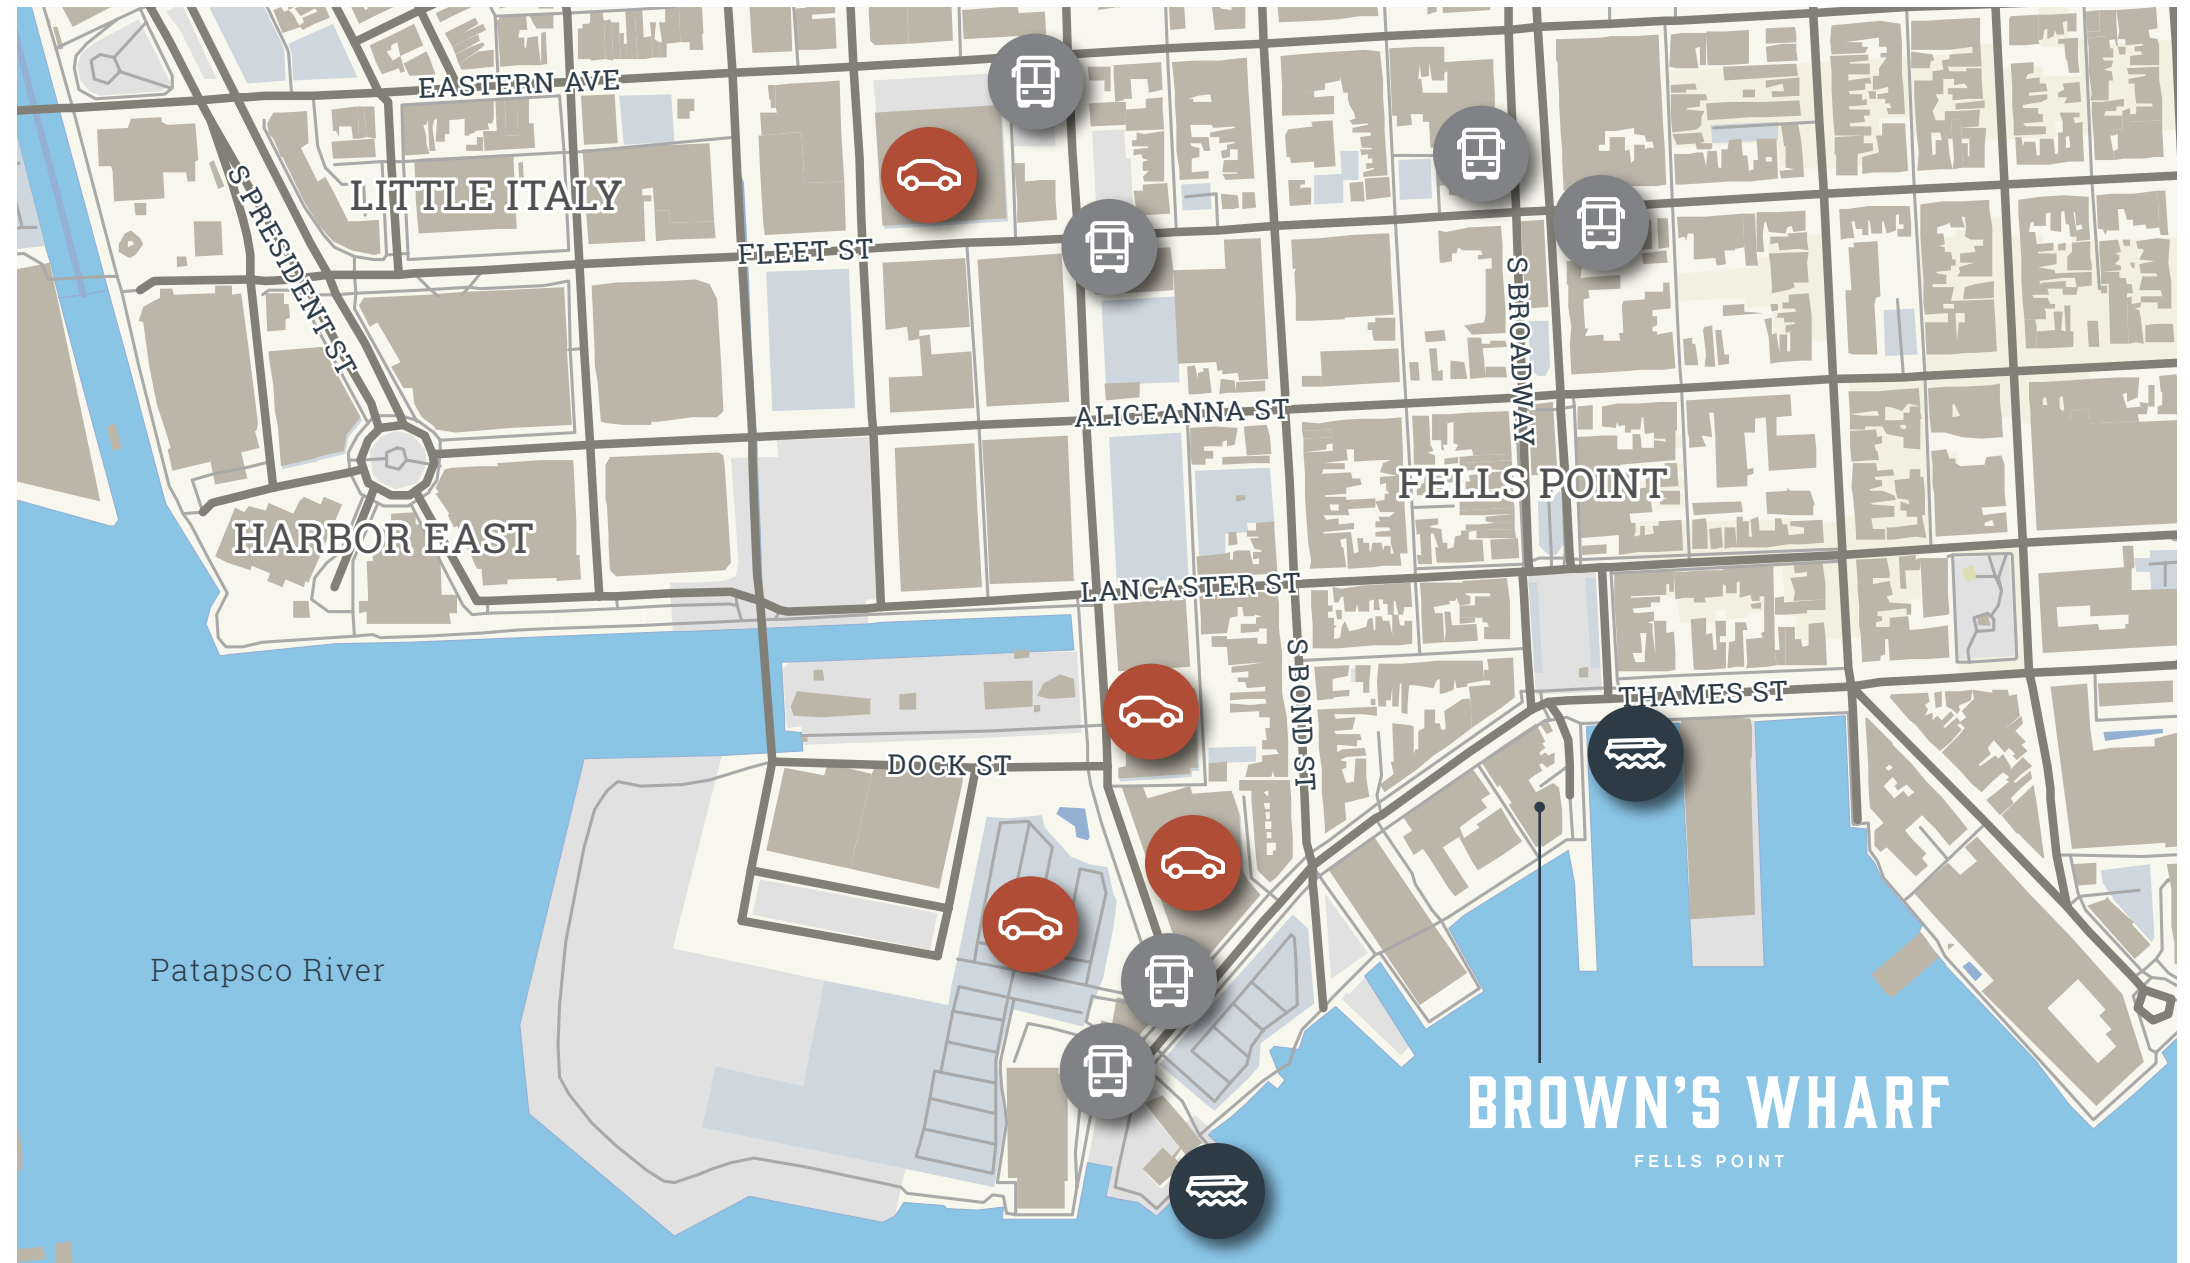 EASTERN AVE
S PRESIDENT ST
LITTLE ITALY
FLEET ST
S BROADWAY
ALICEANNA ST
FELLS POINT
HARBOR EAST
LANCASTER ST
S BOND ST
THAMES ST
DOCK ST
Patapsco River
BROWN'S WHARF
FELLS POINT